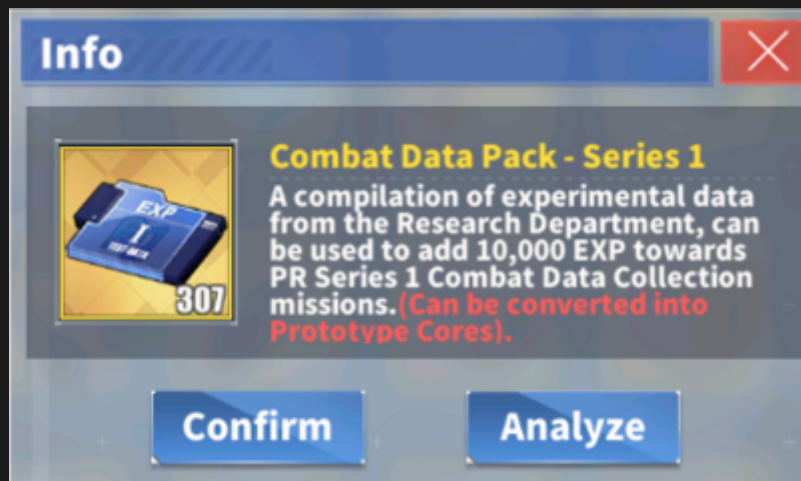 Info
Combat Data Pack - Series 1
A compilation of experimental data
from the Research Department, can
be used to add 10,000 EXP towards
PR Series 1 Combat Data Collection
missions.(Can be converted into
Prototype Cores).
EXP
I
TEST DATA
307
Confirm
Analyze